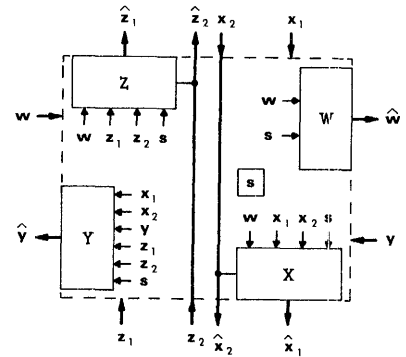 ẑ₁ ẑ₂ x₂ x₁
Z
w z₁ z₂ s
w
w
s
W
ŵ
s
x₁
x₂
y
z₁
z₂
s
Y
ŷ
w x₁ x₂ s
X
y
z₁ z₂ x̂₂ x̂₁